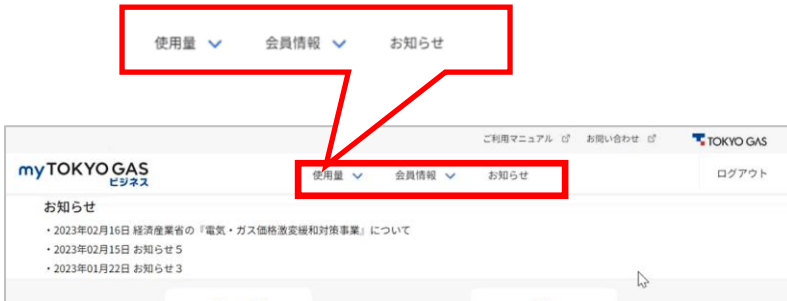 使用量 会員情報 お知らせ
ご利用マニュアル お問い合わせ TOKYO GAS
myTOKYO GAS
ビジネス
使用量 会員情報 お知らせ ログアウト
お知らせ
・2023年02月16日 経済産業省の『電気・ガス価格激変緩和対策事業』について
・2023年02月15日 お知らせ５
・2023年01月22日 お知らせ３